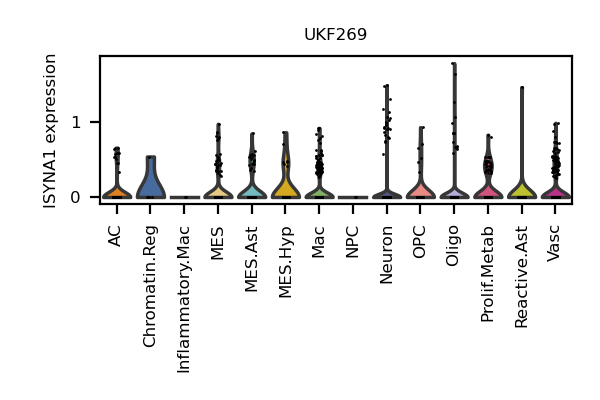 UKF269
ISYNA1 expression
1
0
AC
Chromatin.Reg
Inflammatory.Mac
MES
MES.Ast
MES.Hyp
Mac
NPC
Neuron
OPC
Oligo
Prolif.Metab
Reactive.Ast
Vasc